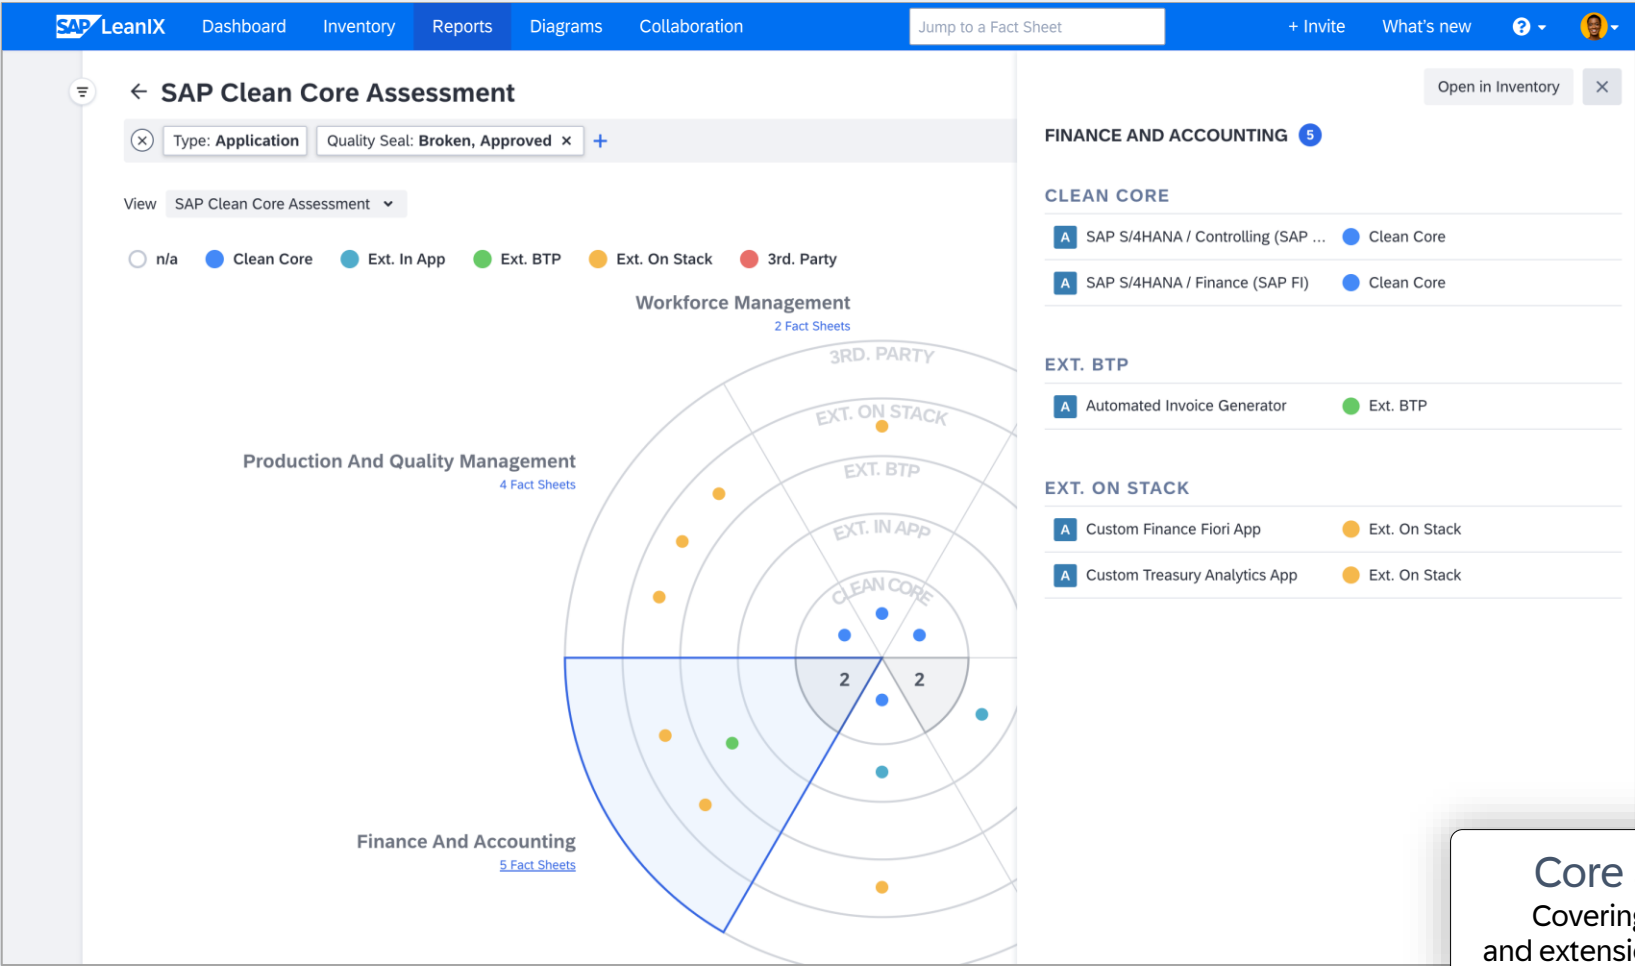 SAP LeanIX Dashboard Inventory Reports Diagrams Collaboration Jump to a Fact Sheet + Invite What's new ?
← SAP Clean Core Assessment
Type: Application Quality Seal: Broken, Approved × +
View SAP Clean Core Assessment
n/a Clean Core Ext. In App Ext. BTP Ext. On Stack 3rd. Party
Workforce Management
2 Fact Sheets
3RD. PARTY
EXT. ON STACK
EXT. BTP
EXT. IN APP
CLEAN CORE
Production And Quality Management
4 Fact Sheets
2 2
Finance And Accounting
5 Fact Sheets
Open in Inventory ×
FINANCE AND ACCOUNTING 5
CLEAN CORE
A SAP S/4HANA / Controlling (SAP ... Clean Core
A SAP S/4HANA / Finance (SAP FI) Clean Core
EXT. BTP
A Automated Invoice Generator Ext. BTP
EXT. ON STACK
A Custom Finance Fiori App Ext. On Stack
A Custom Treasury Analytics App Ext. On Stack
Core
Covering
and extensi